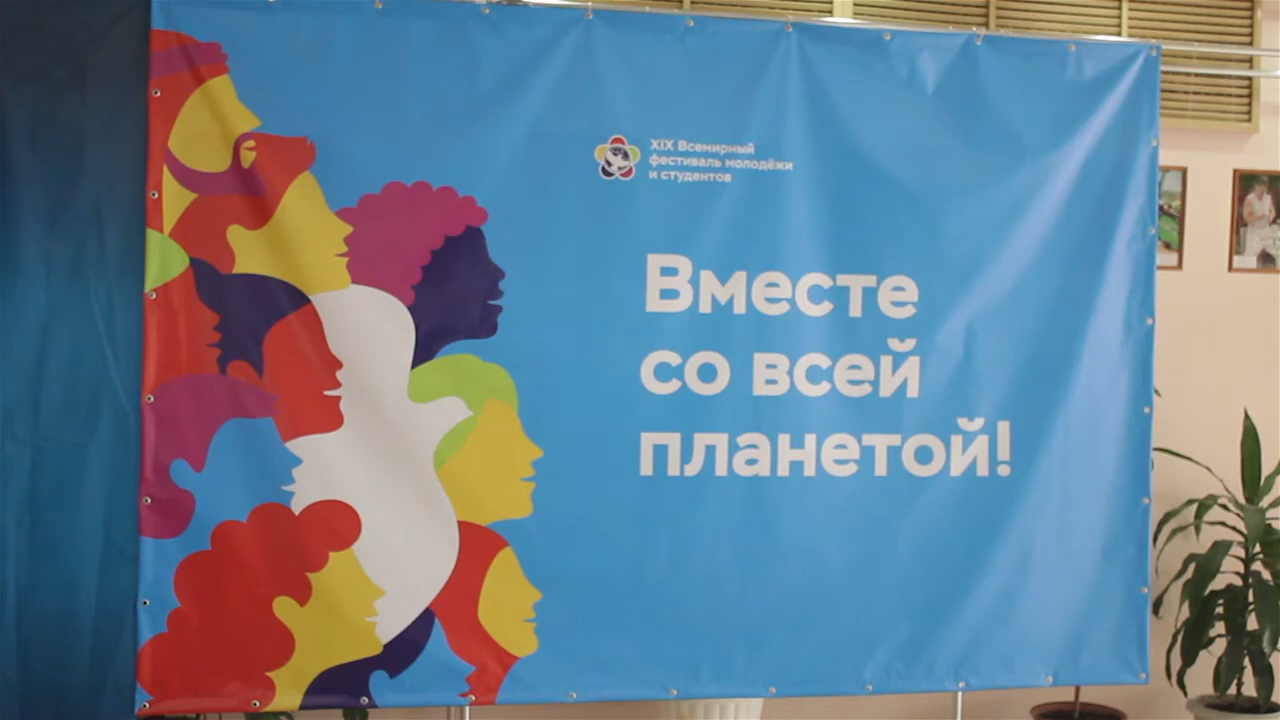 XIX Всемирный
фестиваль молодёжи
и студентов
Вместе
со всей
планетой!